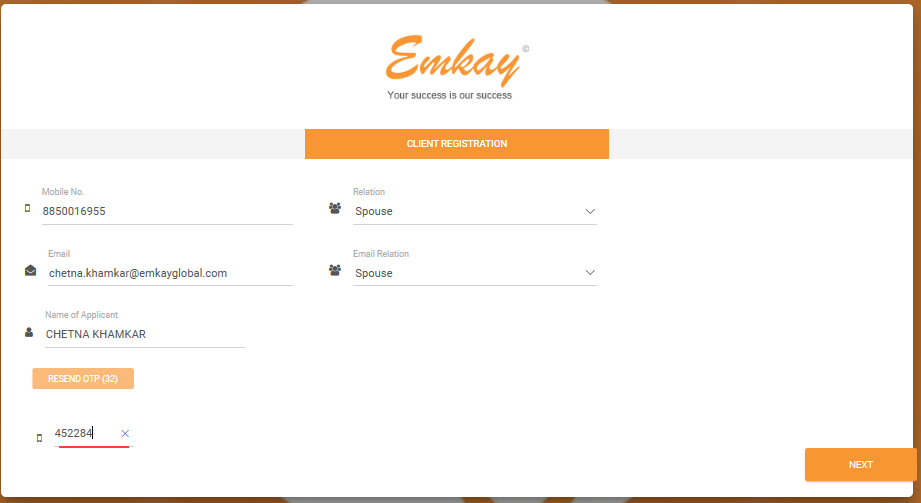 Emkay ©
Your success is our success
CLIENT REGISTRATION
Mobile No.
8850016955
Relation
Spouse
Email
chetna.khamkar@emkayglobal.com
Email Relation
Spouse
Name of Applicant
CHETNA KHAMKAR
RESEND OTP (32)
452284
NEXT